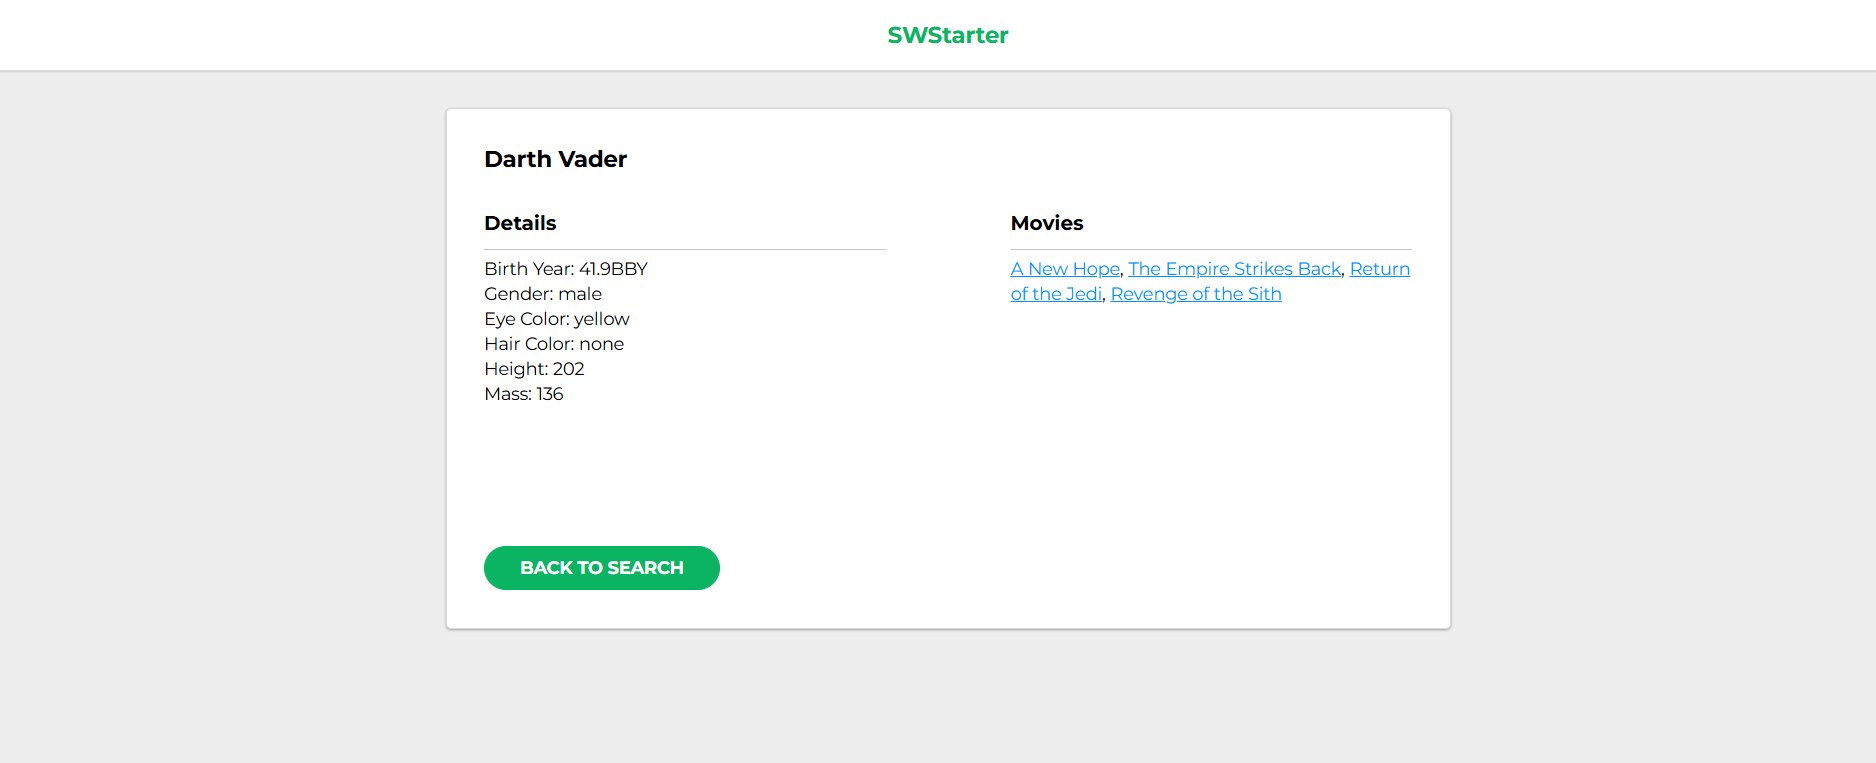 SWStarter
Darth Vader
Details
Birth Year: 41.9BBY
Gender: male
Eye Color: yellow
Hair Color: none
Height: 202
Mass: 136
Movies
A New Hope, The Empire Strikes Back, Return
of the Jedi, Revenge of the Sith
BACK TO SEARCH